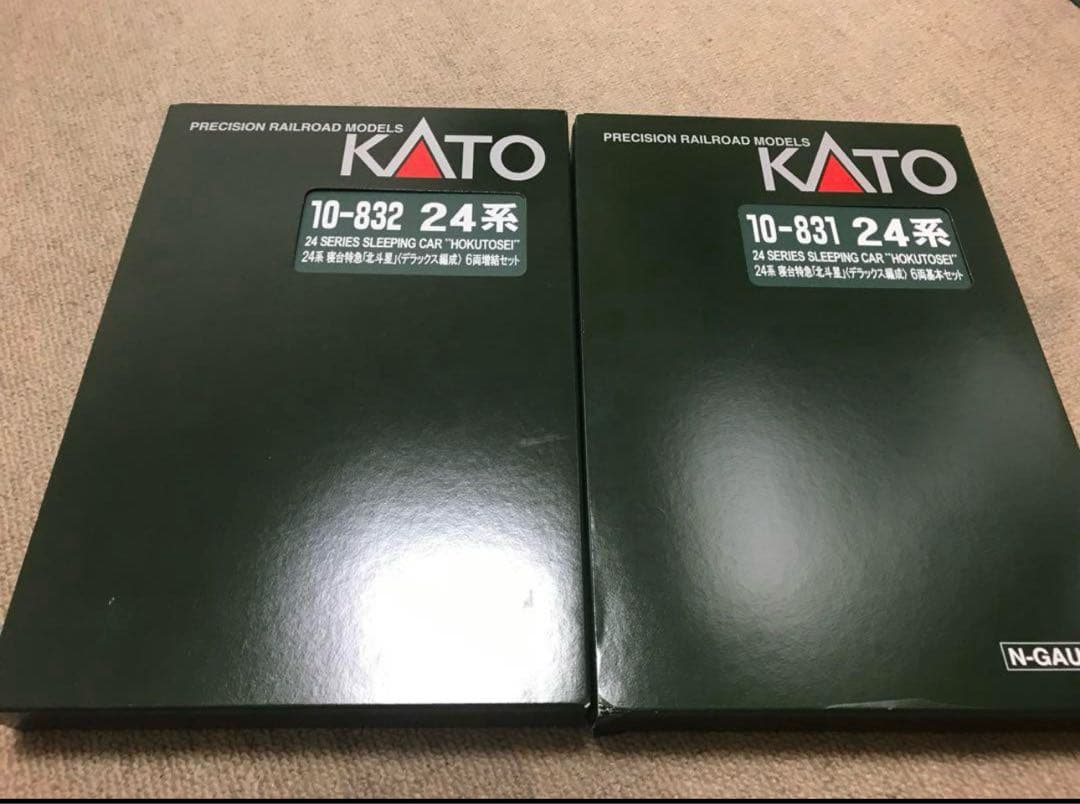 PRECISION RAILROAD MODELS
KATO
10-832 24系
24 SERIES SLEEPING CAR "HOKUTOSEI"
24系 寝台特急「北斗星」〈デラックス編成〉 6両増結セット
PRECISION RAILROAD MODELS
KATO
10-831 24系
24 SERIES SLEEPING CAR "HOKUTOSEI"
24系 寝台特急「北斗星」〈デラックス編成〉 6両基本セット
N-GAU